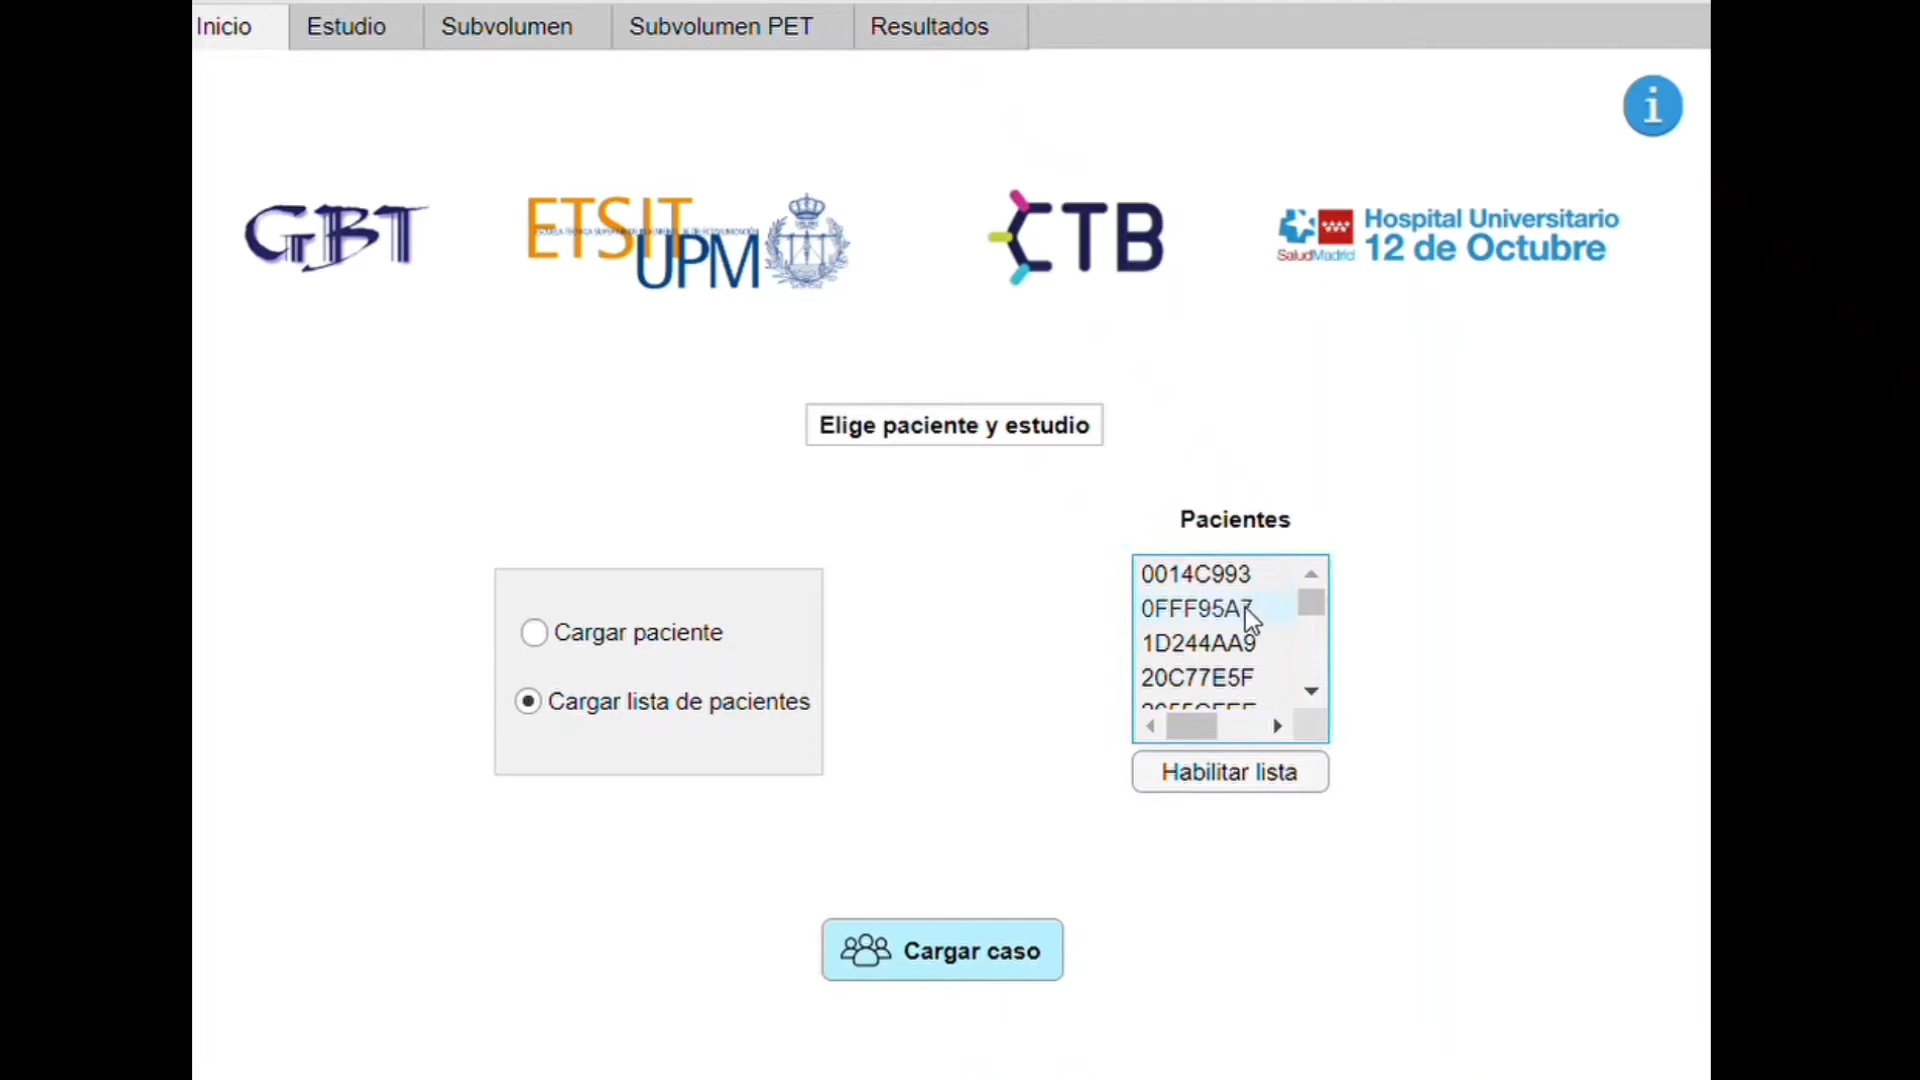 Inicio
Estudio
Subvolumen
Subvolumen PET
Resultados
i
GBT
ETSIT
UPM
CTB
SaludMadrid
Hospital Universitario
12 de Octubre
Elige paciente y estudio
Pacientes
0014C993
0FFF95A7
1D244AA9
20C77E5F
Cargar paciente
Cargar lista de pacientes
Habilitar lista
Cargar caso